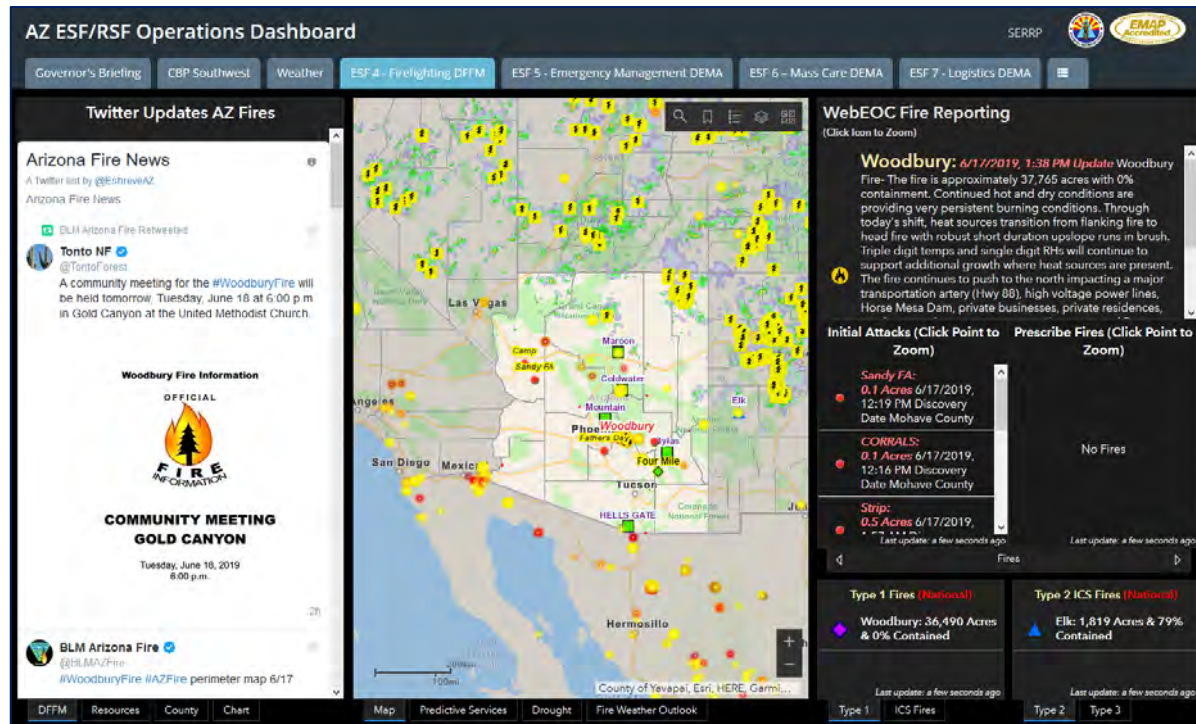 AZ ESF/RSF Operations Dashboard
SERRP
EMAP
Accredited
Governor's Briefing
CBP Southwest
Weather
ESF 4 - Firefighting DFFM
ESF 5 - Emergency Management DEMA
ESF 6 – Mass Care DEMA
ESF 7 - Logistics DEMA
Twitter Updates AZ Fires
Arizona Fire News
A Twitter list by @EshreveAZ
Arizona Fire News
BLM Arizona Fire Retweeted
Tonto NF
@TontoForest
A community meeting for the #WoodburyFire will
be held tomorrow, Tuesday, June 18 at 6:00 p.m
in Gold Canyon at the United Methodist Church.
Woodbury Fire Information
OFFICIAL
FIRE
INFORMATION
COMMUNITY MEETING
GOLD CANYON
Tuesday, June 18, 2019
6:00 p.m.
2h
BLM Arizona Fire
@BLMAZFire
#WoodburyFire #AZFire perimeter map 6/17
DFFM
Resources
County
Chart
Las Vegas
Maroon
Camp
Sandy FA
Coldwater
Mountain
Elk
Angeles
Woodbury
Fathers Day
San Diego
Mexic
Four Mile
Tucson
Coronado
National Forest
HELLS GATE
Hermosillo
200km
100mi
County of Yavapai, Esri, HERE, Garmi...
Map
Predictive Services
Drought
Fire Weather Outlook
WebEOC Fire Reporting
(Click Icon to Zoom)
Woodbury: 6/17/2019, 1:38 PM Update Woodbury
Fire- The fire is approximately 37,765 acres with 0%
containment. Continued hot and dry conditions are
providing very persistent burning conditions. Through
today's shift, heat sources transition from flanking fire to
head fire with robust short duration upslope runs in brush.
Triple digit temps and single digit RHs will continue to
support additional growth where heat sources are present.
The fire continues to push to the north impacting a major
transportation artery (Hwy 88), high voltage power lines,
Horse Mesa Dam, private businesses, private residences,
Initial Attacks (Click Point to
Zoom)
Sandy FA:
0.1 Acres 6/17/2019,
12:19 PM Discovery
Date Mohave County
CORRALS:
0.1 Acres 6/17/2019,
12:16 PM Discovery
Date Mohave County
Strip:
0.5 Acres 6/17/2019,
Last update: a few seconds ago
Prescribe Fires (Click Point to
Zoom)
No Fires
Last update: a few seconds ago
Fires
Type 1 Fires (National)
Woodbury: 36,490 Acres
& 0% Contained
Last update: a few seconds ago
Type 1
ICS Fires
Type 2 ICS Fires (National)
Elk: 1,819 Acres & 79%
Contained
Last update: a few seconds ago
Type 2
Type 3